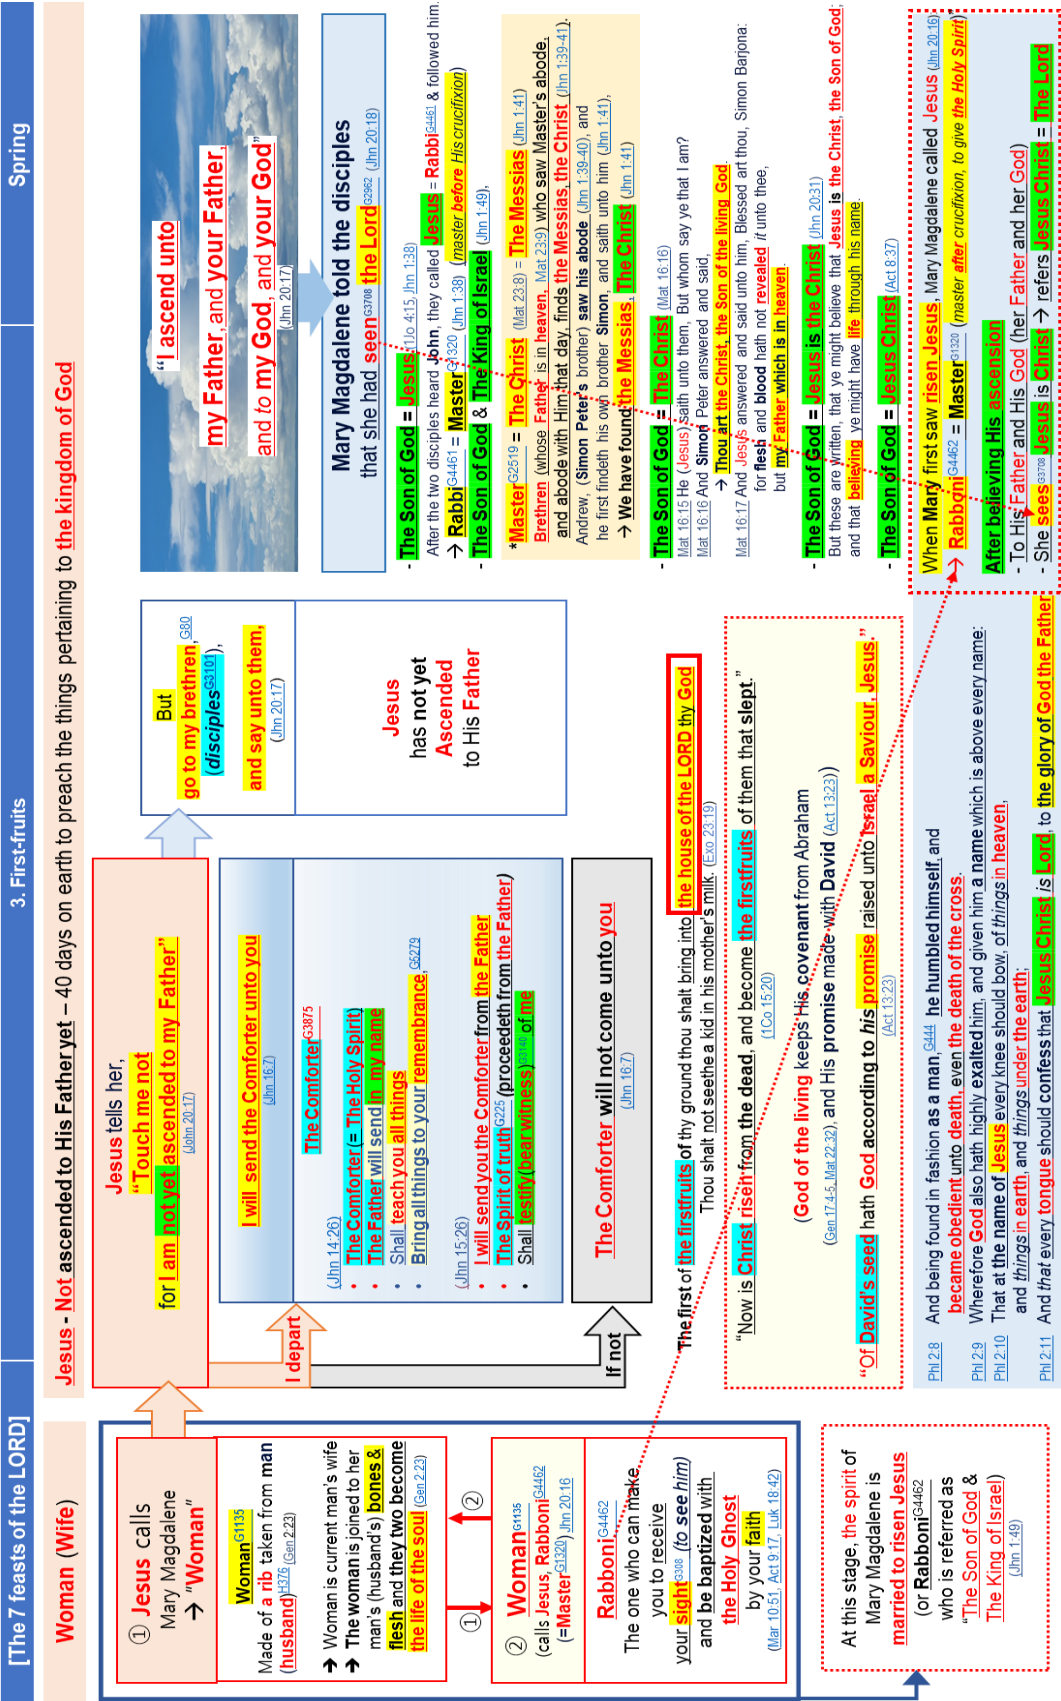 [The 7 feasts of the LORD]
3. First-fruits
Spring
Woman (Wife)
Jesus - Not ascended to His Father yet – 40 days on earth to preach the things pertaining to the kingdom of God
① Jesus calls
Mary Magdalene
→ "Woman"
WomanG1135
Made of a rib taken from man
(husband)H376 (Gen 2:23)
➔ Woman is current man's wife
➔ The woman is joined to her
man's (husband's) bones &
flesh and they two become
the life of the soul (Gen 2:23)
①
②
② WomanG1135
(calls Jesus, RabboniG4462
(=MasterG1320) Jhn 20:16
RabboniG4462
The one who can make
you to receive
your sightG308 (to see him)
and be baptized with
the Holy Ghost
by your faith
(Mar 10:51, Act 9:17, Luk 18:42)
At this stage, the spirit of
Mary Magdalene is
married to risen Jesus
(or RabboniG4462
who is referred as
"The Son of God &
The King of Israel)
(Jhn 1:49)
Jesus tells her,
"Touch me not
for I am not yet ascended to my Father"
(John 20:17)
I depart
If not
I will send the Comforter unto you
(Jhn 16:7)
The ComforterG3875
(Jhn 14:26)
• The Comforter (= The Holy Spirit)
• The Father will send in my name
• Shall teach you all things
• Bring all things to your remembrance,G5279
(Jhn 15:26)
• I will send you the Comforter from the Father
• The Spirit of truthG225 (proceedeth from the Father)
• Shall testify(bear witness)G3140 of me
The Comforter will not come unto you
(Jhn 16:7)
But
go to my brethren,G80
(disciplesG3101),
and say unto them,
(Jhn 20:17)
Jesus
has not yet
Ascended
to His Father
The first of the firstfruits of thy ground thou shalt bring into the house of the LORD thy God
Thou shalt not seethe a kid in his mother's milk. (Exo 23:19)
"Now is Christ risen from the dead, and become the firstfruits of them that slept."
(1Co 15:20)
(God of the living keeps His covenant from Abraham
(Gen 17:4-5, Mat 22:32), and His promise made with David (Act 13:23))
"Of David's seed hath God according to his promise raised unto Israel a Saviour, Jesus."
(Act 13:23)
Phl 2:8 And being found in fashion as a man,G444 he humbled himself, and
became obedient unto death, even the death of the cross.
Phl 2:9 Wherefore God also hath highly exalted him, and given him a name which is above every name:
Phl 2:10 That at the name of Jesus every knee should bow, of things in heaven,
and things in earth, and things under the earth;
Phl 2:11 And that every tongue should confess that Jesus Christ is Lord, to the glory of God the Father
"I ascend unto
my Father, and your Father,
and to my God, and your God"
(Jhn 20:17)
Mary Magdalene told the disciples
that she had seenG3708 the LordG2962 (Jhn 20:18)
- The Son of God = Jesus (1Jo 4:15, Jhn 1:38)
After the two disciples heard John, they called Jesus = RabbiG4461 & followed him.
→ RabbiG4461 = MasterG1320 (Jhn 1:38) (master before His crucifixion)
- The Son of God & The King of Israel (Jhn 1:49),
*MasterG2519 = The Christ (Mat 23:8) = The Messias (Jhn 1:41)
Brethren (whose Father is in heaven, Mat 23:9) who saw Master's abode,
and abode with Him that day, finds the Messias, the Christ (Jhn 1:39-41).
Andrew, (Simon Peter's brother) saw his abode (Jhn 1:39-40), and
he first findeth his own brother Simon, and saith unto him (Jhn 1:41),
→ We have found the Messias, The Christ (Jhn 1:41)
- The Son of God = The Christ (Mat 16:16)
Mat 16:15 He (Jesus) saith unto them, But whom say ye that I am?
Mat 16:16 And Simon Peter answered and said,
→ Thou art the Christ, the Son of the living God.
Mat 16:17 And Jesus answered and said unto him, Blessed art thou, Simon Barjona:
for flesh and blood hath not revealed it unto thee,
but my Father which is in heaven.
- The Son of God = Jesus is the Christ (Jhn 20:31)
But these are written, that ye might believe that Jesus is the Christ, the Son of God;
and that believing ye might have life through his name.
- The Son of God = Jesus Christ (Act 8:37)
When Mary first saw risen Jesus, Mary Magdalene called Jesus (Jhn 20:16)
→ RabboniG4462 = MasterG1320 (master after crucifixion, to give the Holy Spirit)
After believing His ascension
- To His Father and His God (her Father and her God)
- She seesG3708 Jesus is Christ → refers Jesus Christ = The Lord